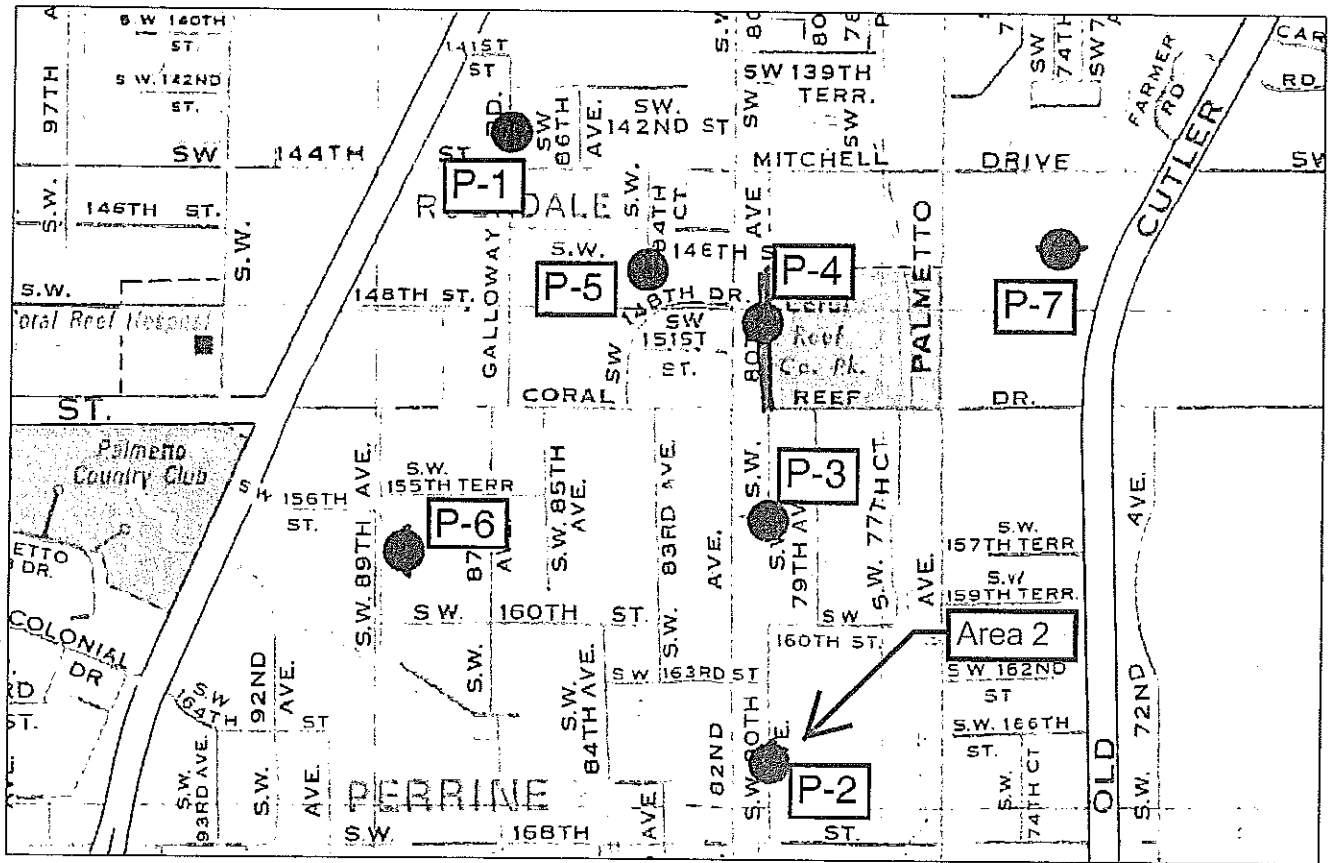 S.W. 140TH
ST.
S.W. 142ND
ST.
97TH
SW 144TH ST.
S.W.
146TH ST.
S.W.
S.W.
Coral Reef Hospital
ST.
Palmetto
Country Club
COLONIAL
DR
141ST
ST
RD.
SW
86TH
AVE.
SW.
142ND ST
SW 139TH
TERR.
SW
SW
MITCHELL DRIVE
SW
74TH
SW 7
FARMER
RD
CAR
RD.
CUTLER
P-1
GALLOWAY
S.W.
84TH
CT
AVE
PALMETTO
S.W. 146TH
P-5
P-4
P-7
148TH ST.
148TH DR.
SW
151ST
ST.
SW
Reef
Co. Pk.
CORAL REEF DR.
SW 156TH
ST.
S.W. 89TH AVE.
S.W.
155TH TERR
P-6
S.W. 85TH
AVE.
S.W. 83RD AVE.
AVE.
S.W.
P-3
79TH AV
S.W. 77TH CT
AVE.
S.W.
157TH TERR
S.W
159TH TERR.
S.W. 160TH ST.
S.W.
160TH ST.
Area 2
S.W.
S.W.
84TH AVE.
S W 163RD ST
S W 162ND
ST
S.W. 166TH
ST.
S.W.
74TH CT
OLD
S.W. 72ND AVE.
SW
164TH ST
S.W.
93RD AVE.
S.W.
92ND
AVE.
AVE.
PERRINE
82ND
P-2
S.W. 168TH ST.
AVE